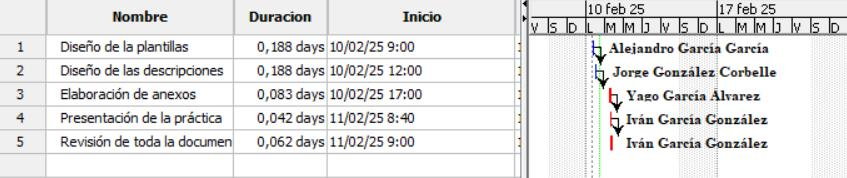 Nombre Duracion Inicio
10 feb 25 17 feb 25
V S D L M M J V S D L M M J V S D
1 Diseño de la plantillas 0,188 days 10/02/25 9:00 Alejandro García García
2 Diseño de las descripciones 0,188 days 10/02/25 12:00 Jorge González Corbelle
3 Elaboración de anexos 0,083 days 10/02/25 17:00 Yago García Alvarez
4 Presentación de la práctica 0,042 days 11/02/25 8:40 Iván García González
5 Revisión de toda la documen 0,062 days 11/02/25 9:00 Iván García González